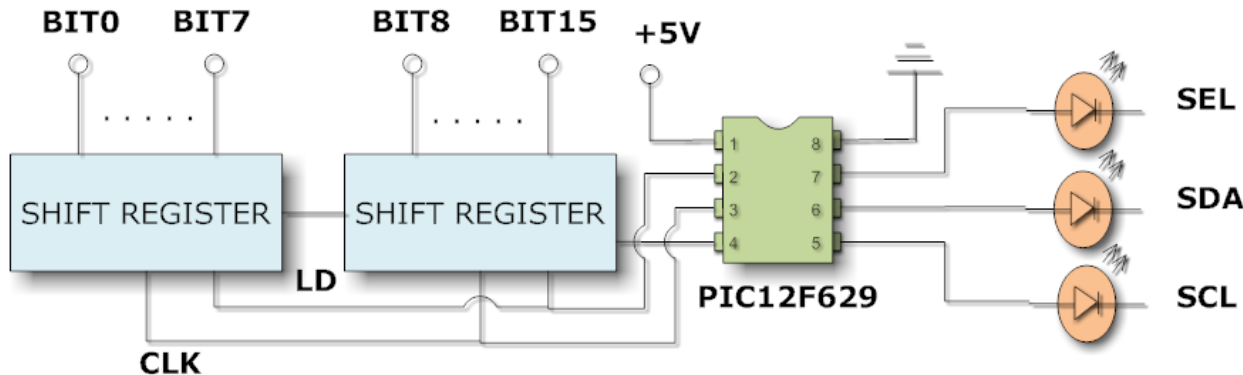 BIT0 BIT7 BIT8 BIT15 +5V
. . . . . . . . . .
SEL
1 8
SHIFT REGISTER SHIFT REGISTER
2 7
3 6
SDA
4 5
LD
PIC12F629
SCL
CLK